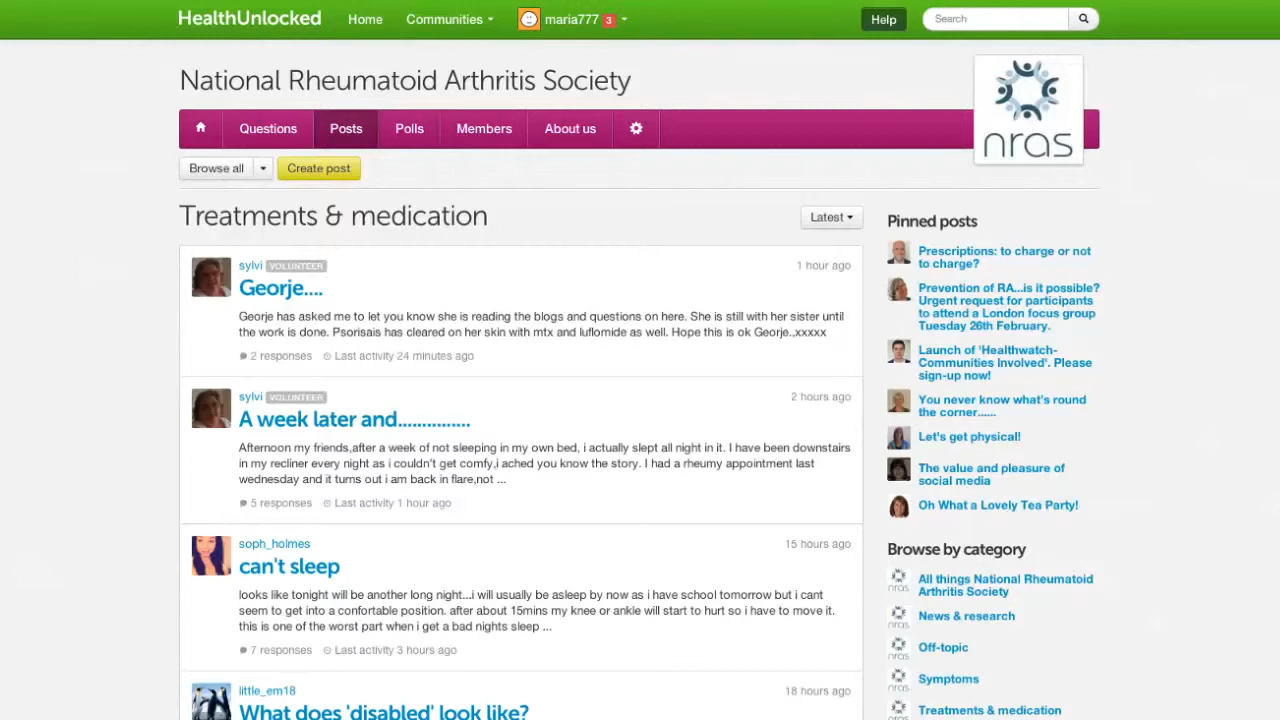 HealthUnlocked Home Communities maria777 3 Help Search
National Rheumatoid Arthritis Society
nras
Questions Posts Polls Members About us
Browse all Create post
Treatments & medication Latest
sylvi VOLUNTEER 1 hour ago
Georje....
Georje has asked me to let you know she is reading the blogs and questions on here. She is still with her sister until
the work is done. Psorisais has cleared on her skin with mtx and luflomide as well. Hope this is ok Georje.,xxxxx
2 responses Last activity 24 minutes ago
sylvi VOLUNTEER 2 hours ago
A week later and...............
Afternoon my friends,after a week of not sleeping in my own bed, i actually slept all night in it. I have been downstairs
in my recliner every night as i couldn't get comfy,i ached you know the story. I had a rheumy appointment last
wednesday and it turns out i am back in flare,not ...
5 responses Last activity 1 hour ago
soph_holmes 15 hours ago
can't sleep
looks like tonight will be another long night...i will usually be asleep by now as i have school tomorrow but i cant
seem to get into a confortable position. after about 15mins my knee or ankle will start to hurt so i have to move it.
this is one of the worst part when i get a bad nights sleep ...
7 responses Last activity 3 hours ago
little_em18 18 hours ago
What does 'disabled' look like?
Pinned posts
Prescriptions: to charge or not
to charge?
Prevention of RA...is it possible?
Urgent request for participants
to attend a London focus group
Tuesday 26th February.
Launch of 'Healthwatch-
Communities Involved'. Please
sign-up now!
You never know what's round
the corner......
Let's get physical!
The value and pleasure of
social media
Oh What a Lovely Tea Party!
Browse by category
nras All things National Rheumatoid
Arthritis Society
nras News & research
nras Off-topic
nras Symptoms
Treatments & medication